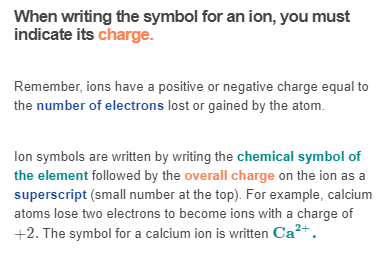 When writing the symbol for an ion, you must
indicate its charge.
Remember, ions have a positive or negative charge equal to
the number of electrons lost or gained by the atom.
Ion symbols are written by writing the chemical symbol of
the element followed by the overall charge on the ion as a
superscript (small number at the top). For example, calcium
atoms lose two electrons to become ions with a charge of
+2. The symbol for a calcium ion is written Ca²⁺.